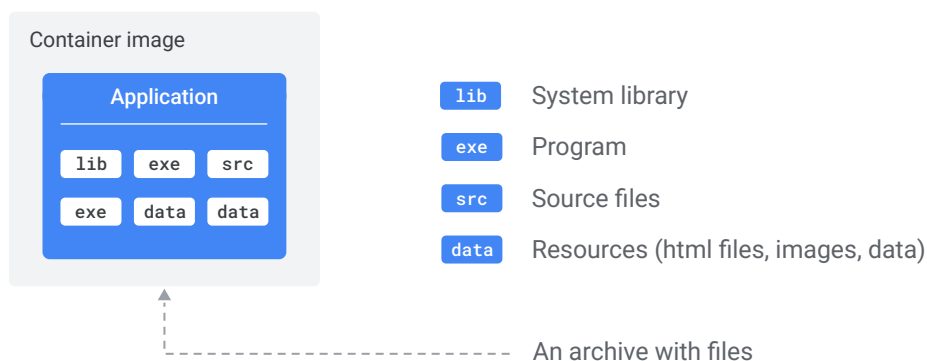 Container image
Application
lib exe src
exe data data
lib System library
exe Program
src Source files
data Resources (html files, images, data)
An archive with files